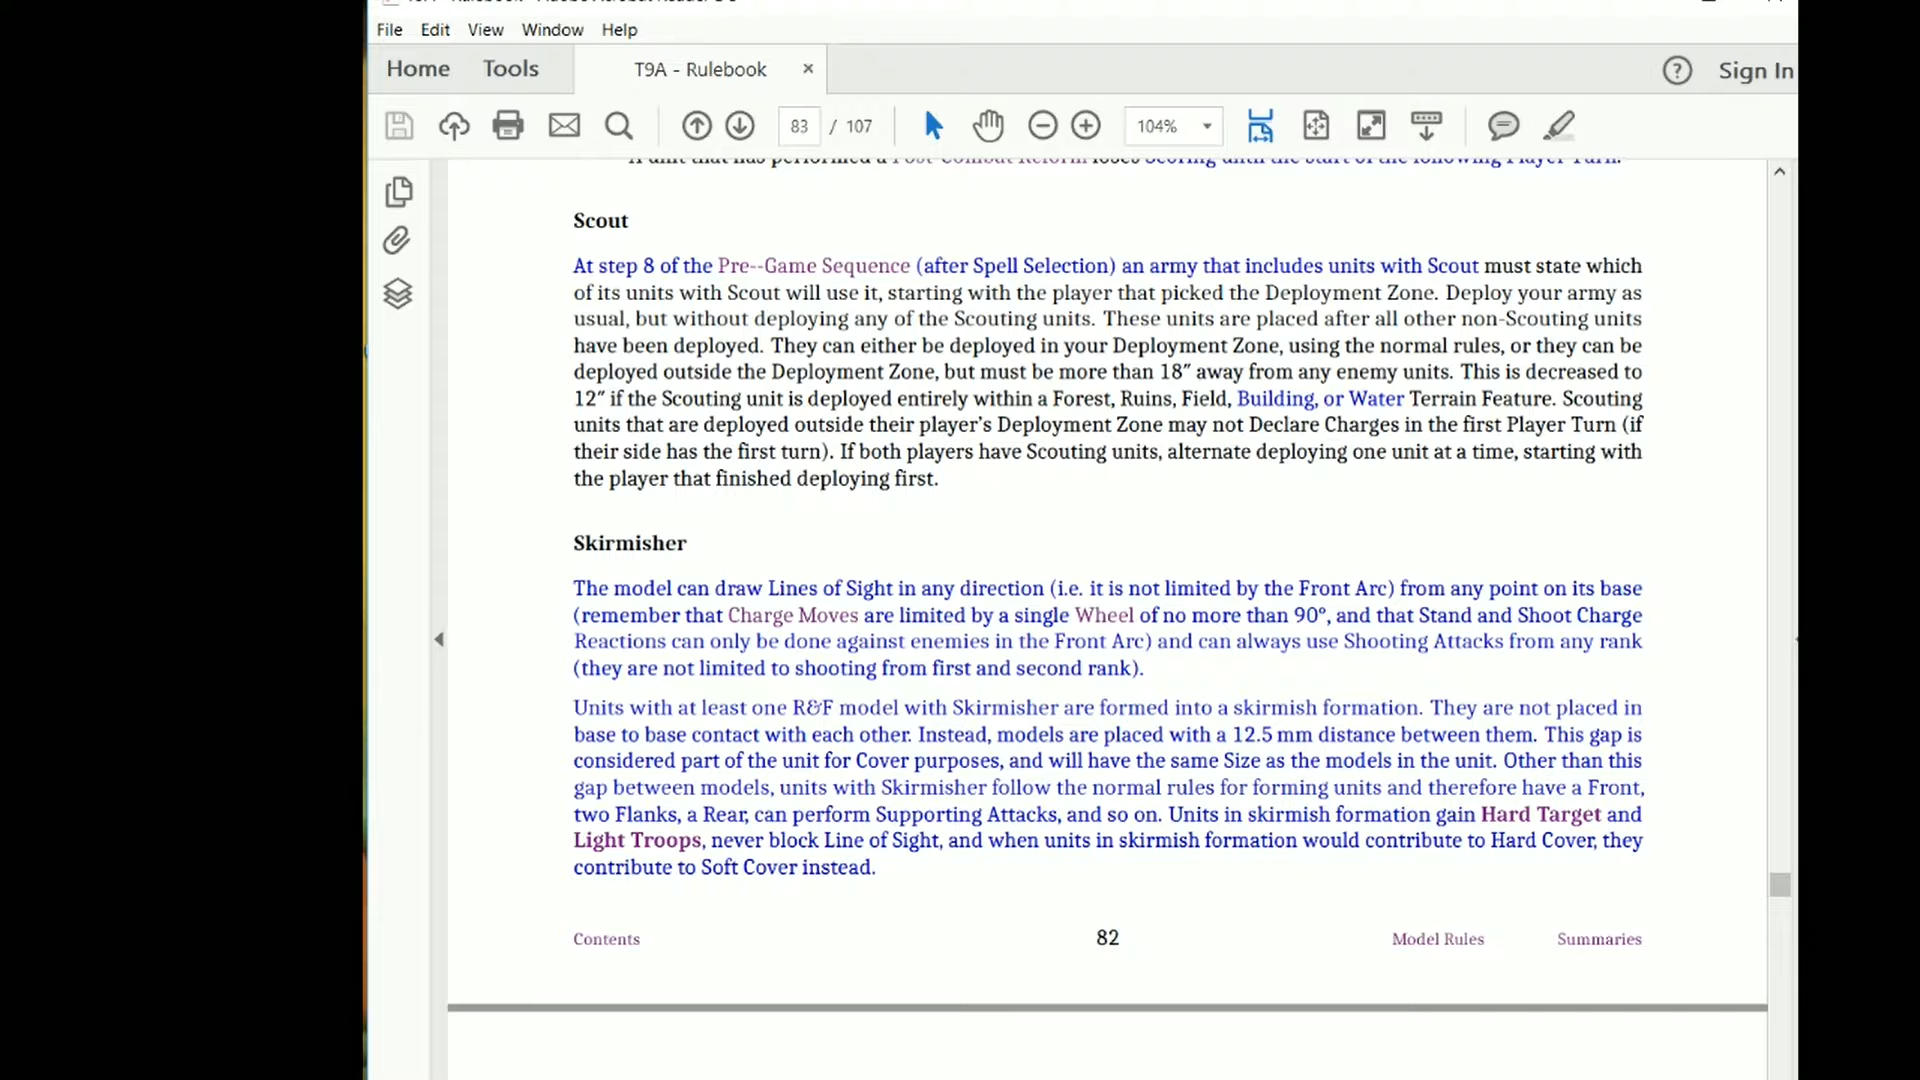 File Edit View Window Help
Home Tools T9A - Rulebook × ? Sign In
83 / 107 104%
A unit that has performed a Post-Combat Reform loses Scoring until the start of the following Player Turn.
Scout
At step 8 of the Pre--Game Sequence (after Spell Selection) an army that includes units with Scout must state which
of its units with Scout will use it, starting with the player that picked the Deployment Zone. Deploy your army as
usual, but without deploying any of the Scouting units. These units are placed after all other non-Scouting units
have been deployed. They can either be deployed in your Deployment Zone, using the normal rules, or they can be
deployed outside the Deployment Zone, but must be more than 18″ away from any enemy units. This is decreased to
12″ if the Scouting unit is deployed entirely within a Forest, Ruins, Field, Building, or Water Terrain Feature. Scouting
units that are deployed outside their player's Deployment Zone may not Declare Charges in the first Player Turn (if
their side has the first turn). If both players have Scouting units, alternate deploying one unit at a time, starting with
the player that finished deploying first.
Skirmisher
The model can draw Lines of Sight in any direction (i.e. it is not limited by the Front Arc) from any point on its base
(remember that Charge Moves are limited by a single Wheel of no more than 90°, and that Stand and Shoot Charge
Reactions can only be done against enemies in the Front Arc) and can always use Shooting Attacks from any rank
(they are not limited to shooting from first and second rank).
Units with at least one R&F model with Skirmisher are formed into a skirmish formation. They are not placed in
base to base contact with each other. Instead, models are placed with a 12.5 mm distance between them. This gap is
considered part of the unit for Cover purposes, and will have the same Size as the models in the unit. Other than this
gap between models, units with Skirmisher follow the normal rules for forming units and therefore have a Front,
two Flanks, a Rear, can perform Supporting Attacks, and so on. Units in skirmish formation gain Hard Target and
Light Troops, never block Line of Sight, and when units in skirmish formation would contribute to Hard Cover, they
contribute to Soft Cover instead.
Contents 82 Model Rules Summaries